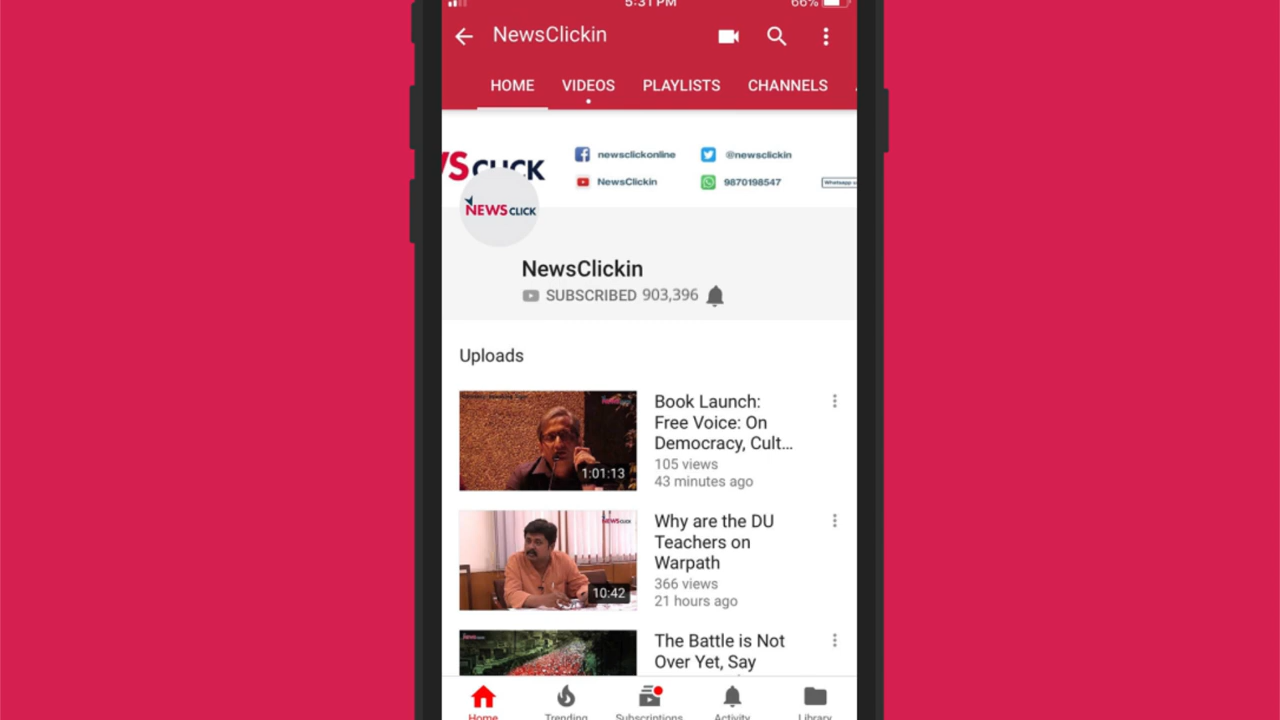 5:31 PM
66%
NewsClickin
HOME VIDEOS PLAYLISTS CHANNELS
WS CLICK
newsclickonline
@newsclickin
NewsClickin
9870198547
NEWS CLICK
NewsClickin
SUBSCRIBED 903,396
Uploads
Book Launch:
Free Voice: On
Democracy, Cult...
105 views
43 minutes ago
1:01:13
NEWSCLICK
Why are the DU
Teachers on
Warpath
366 views
21 hours ago
10:42
The Battle is Not
Over Yet, Say
Home Trending Subscriptions Activity Library